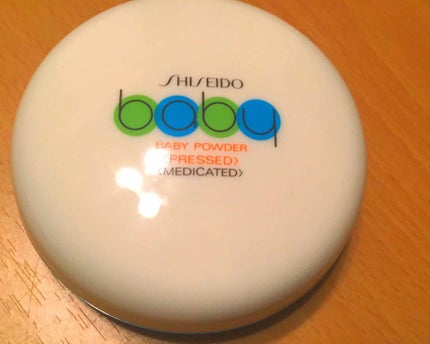 SHISEIDO
baby
BABY POWDER
<PRESSED>
<MEDICATED>